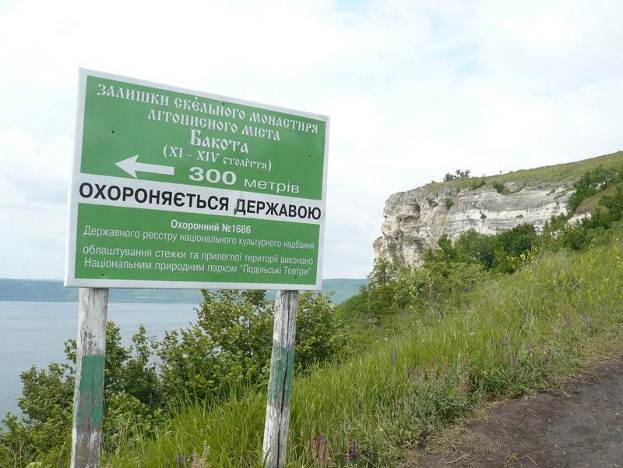 Залишки скельного монастиря
літописного міста
Бакота
(XI - XIV століття)
300 метрів
ОХОРОНЯЄТЬСЯ ДЕРЖАВОЮ
Охоронний №1686
Державного реєстру національного культурного надбання
облаштування стежки та прилеглої території виконано
Національним природним парком "Подільські Товтри"